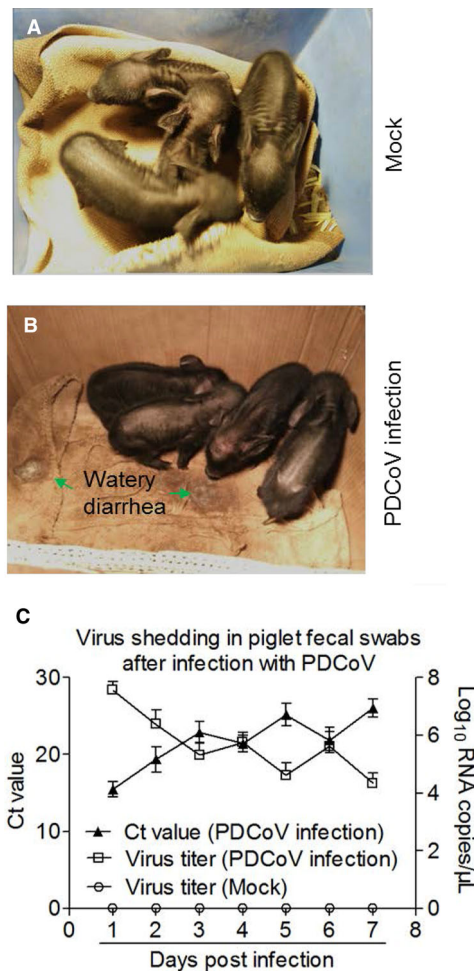 A
Mock
B
PDCoV infection
Watery
diarrhea
C
Virus shedding in piglet fecal swabs
after infection with PDCoV
30
20
10
0
Ct value
8
6
4
2
0
Log₁₀ RNA copies/μL
Ct value (PDCoV infection)
Virus titer (PDCoV infection)
Virus titer (Mock)
0 1 2 3 4 5 6 7 8
Days post infection